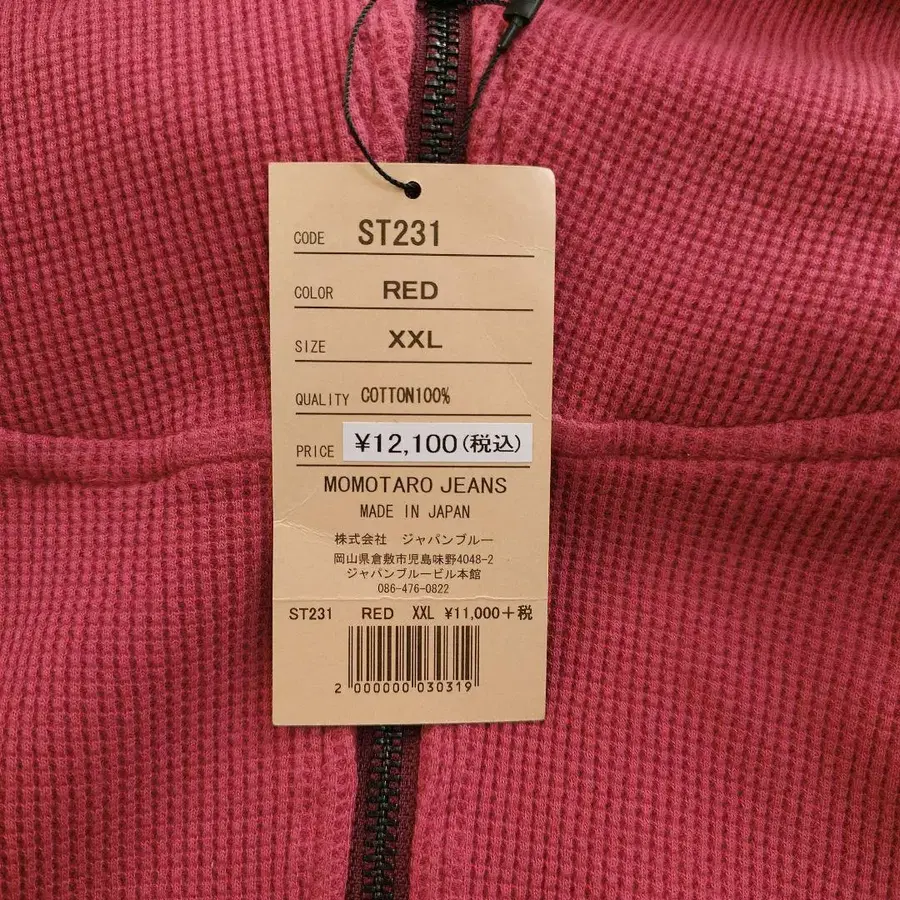 CODE ST231
COLOR RED
SIZE XXL
QUALITY COTTON100%
PRICE ¥12,100(税込)
MOMOTARO JEANS
MADE IN JAPAN
株式会社 ジャパンブルー
岡山県倉敷市児島味野4048-2
ジャパンブルービル本館
086-476-0822
ST231 RED XXL ¥11,000+税
2 000000 030319